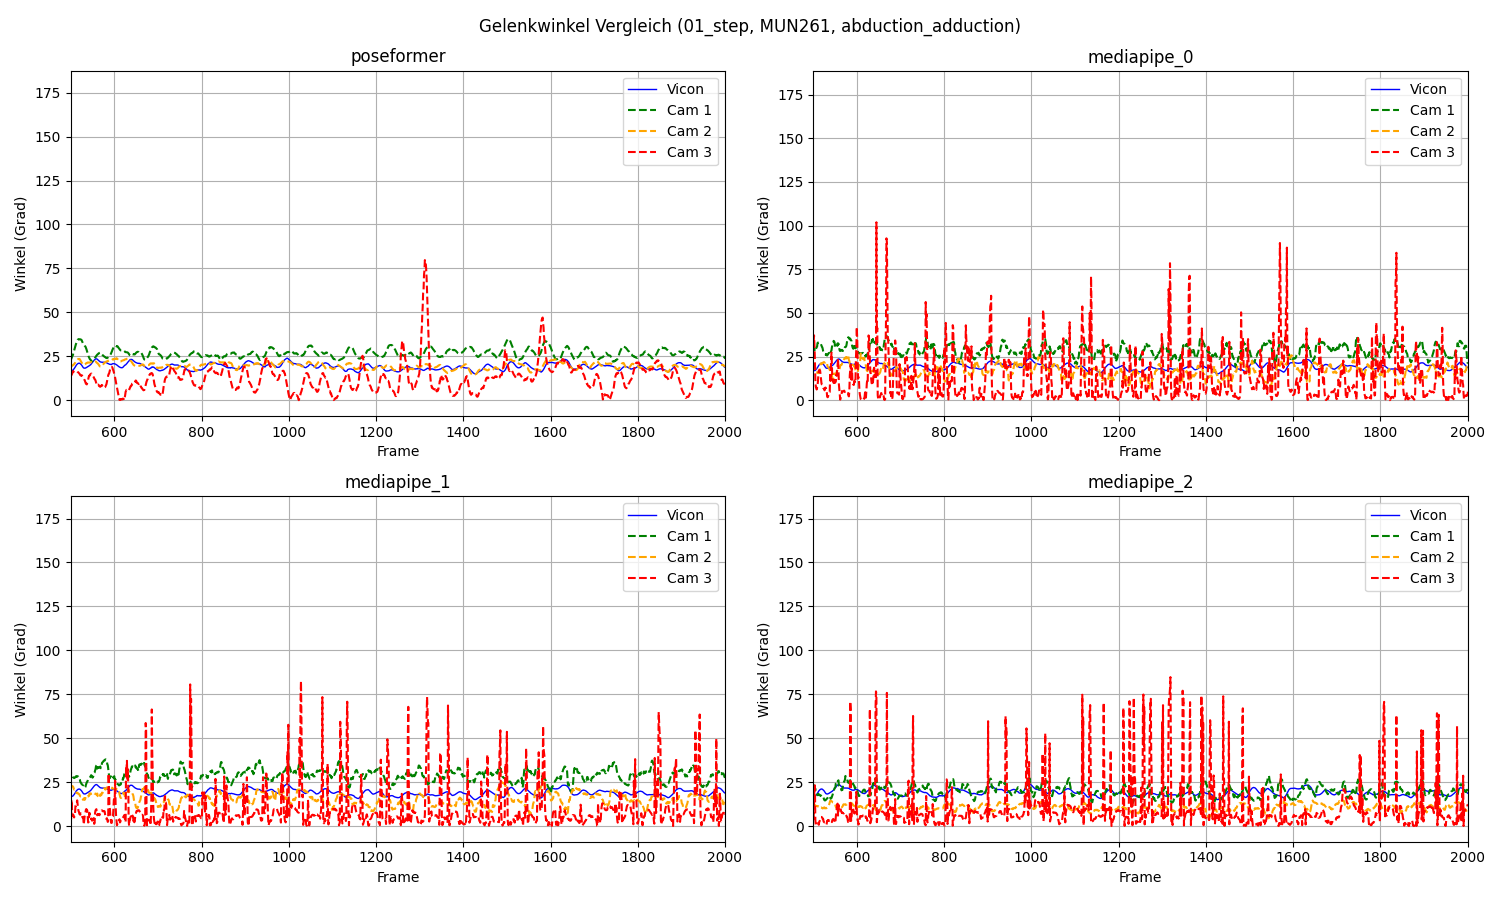 Gelenkwinkel Vergleich (01_step, MUN261, abduction_adduction)
poseformer
Winkel (Grad)
175
150
125
100
75
50
25
0
Vicon
Cam 1
Cam 2
Cam 3
600 800 1000 1200 1400 1600 1800 2000
Frame
mediapipe_0
Winkel (Grad)
175
150
125
100
75
50
25
0
Vicon
Cam 1
Cam 2
Cam 3
600 800 1000 1200 1400 1600 1800 2000
Frame
mediapipe_1
Winkel (Grad)
175
150
125
100
75
50
25
0
Vicon
Cam 1
Cam 2
Cam 3
600 800 1000 1200 1400 1600 1800 2000
Frame
mediapipe_2
Winkel (Grad)
175
150
125
100
75
50
25
0
Vicon
Cam 1
Cam 2
Cam 3
600 800 1000 1200 1400 1600 1800 2000
Frame